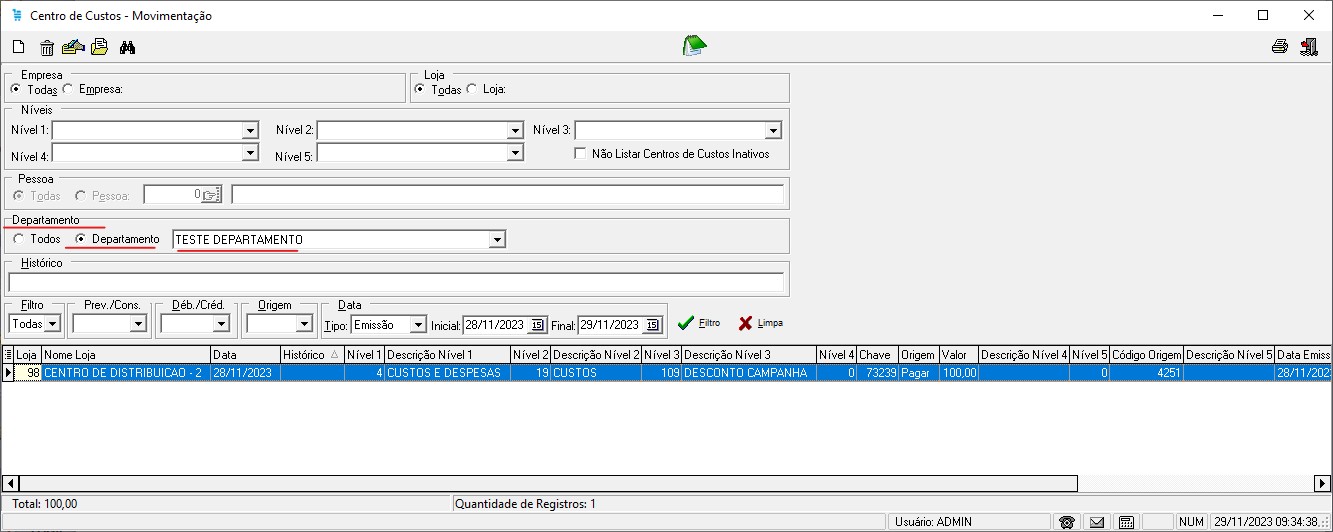 Centro de Custos - Movimentação
Empresa
Todas Empresa:
Loja
Todas Loja:
Níveis
Nível 1: Nível 2: Nível 3:
Nível 4: Nível 5: Não Listar Centros de Custos Inativos
Pessoa
Todas Pessoa: 0
Departamento
Todos Departamento TESTE DEPARTAMENTO
Histórico
Filtro Prev./Cons. Déb./Créd. Origem Data
Todas Tipo: Emissão Inicial: 28/11/2023 15 Final: 29/11/2023 15 Filtro Limpa
Loja Nome Loja Data Histórico Nível 1 Descrição Nível 1 Nível 2 Descrição Nível 2 Nível 3 Descrição Nível 3 Nível 4 Chave Origem Valor Descrição Nível 4 Nível 5 Código Origem Descrição Nível 5 Data Emiss
98 CENTRO DE DISTRIBUICAO - 2 28/11/2023 4 CUSTOS E DESPESAS 19 CUSTOS 109 DESCONTO CAMPANHA 0 73239 Pagar 100,00 0 4251 28/11/202
Total: 100,00 Quantidade de Registros: 1
Usuário: ADMIN NUM 29/11/2023 09:34:38